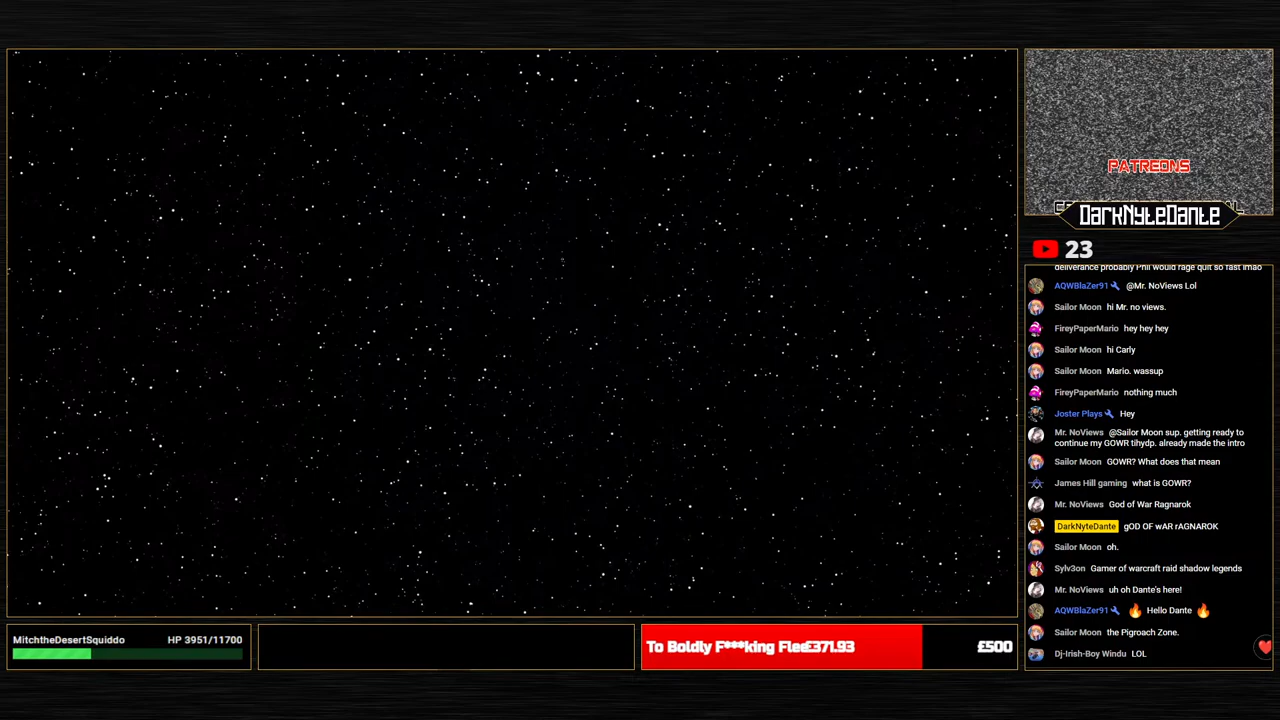 PATREONS
DarkNyteDante
23
deliverance probably Phil would rage quit so fast lmao
AQWBlaZer91 @Mr. NoViews Lol
Sailor Moon hi Mr. no views.
FireyPaperMario hey hey hey
Sailor Moon hi Carly
Sailor Moon Mario. wassup
FireyPaperMario nothing much
Joster Plays Hey
Mr. NoViews @Sailor Moon sup. getting ready to
continue my GOWR tihydp. already made the intro
Sailor Moon GOWR? What does that mean
James Hill gaming what is GOWR?
Mr. NoViews God of War Ragnarok
DarkNyteDante gOD OF wAR rAGNAROK
Sailor Moon oh.
Sylv3on Gamer of warcraft raid shadow legends
Mr. NoViews uh oh Dante's here!
AQWBlaZer91 🔥 Hello Dante 🔥
Sailor Moon the Pigroach Zone.
Dj-Irish-Boy Windu LOL
MitchtheDesertSquiddo HP 3951/11700
To Boldly F***king Flee£371.93 £500